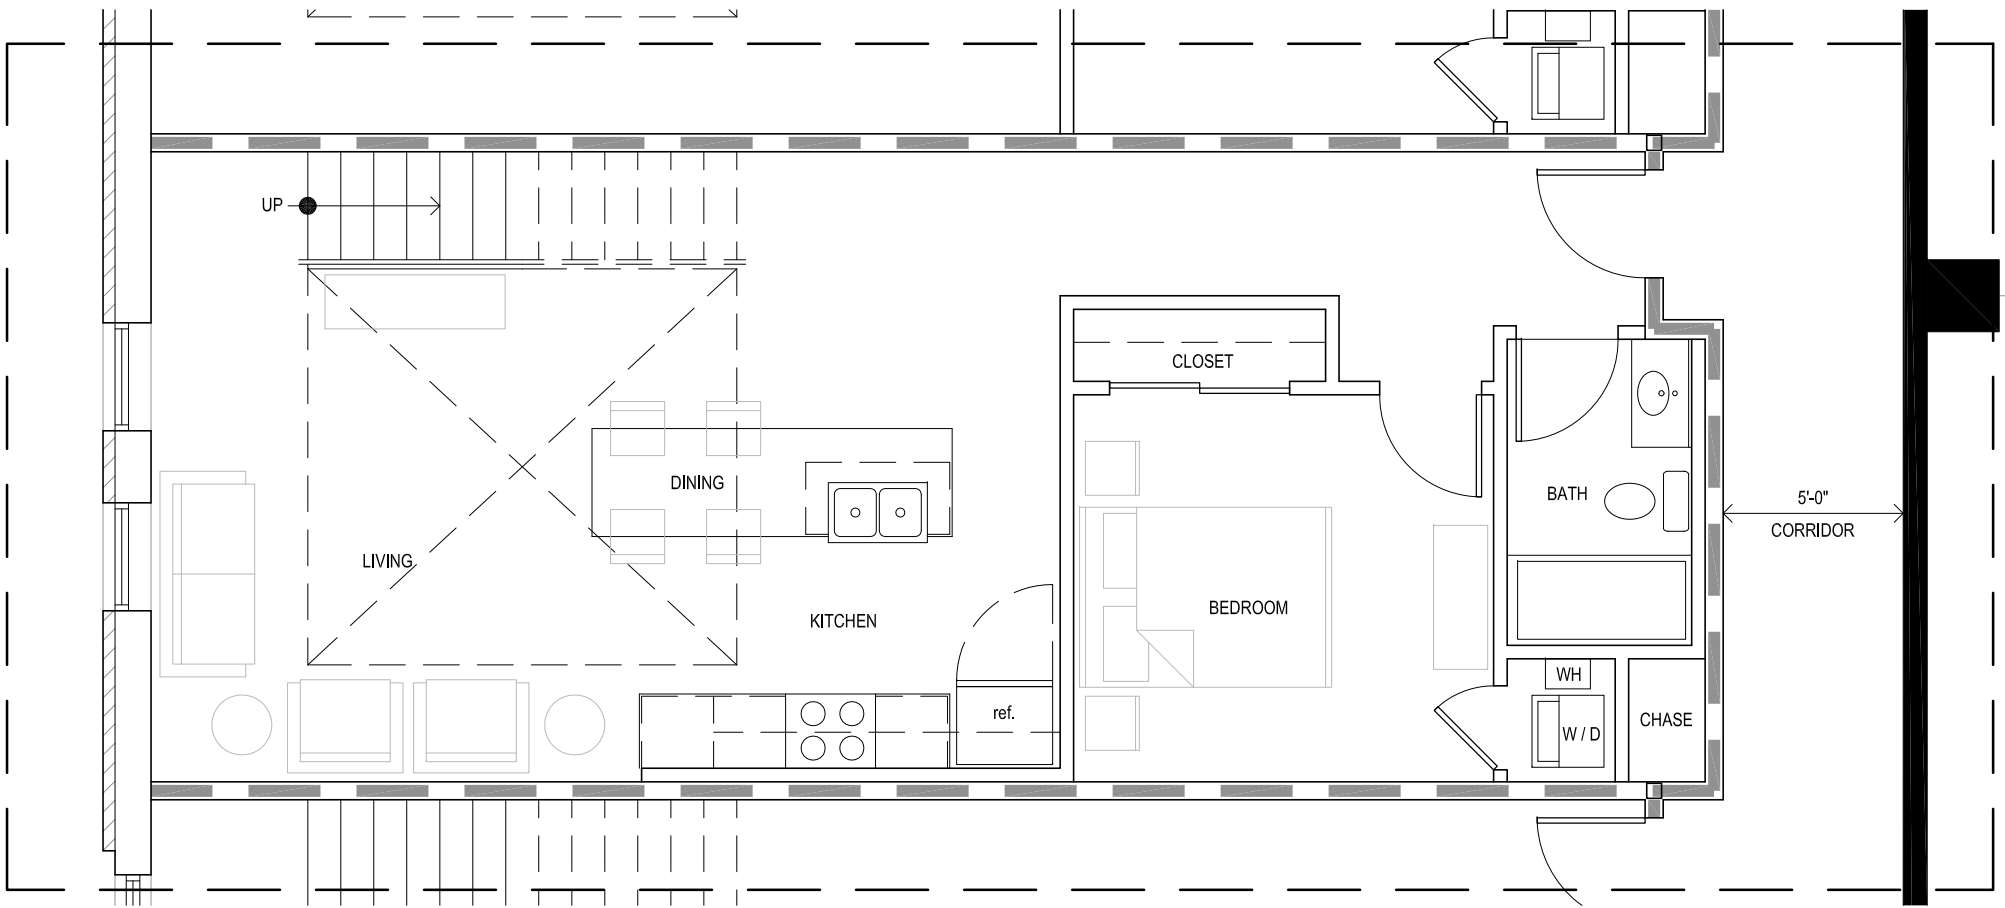 UP
CLOSET
DINING
BATH
5'-0"
CORRIDOR
LIVING
KITCHEN
BEDROOM
WH
ref.
W / D
CHASE